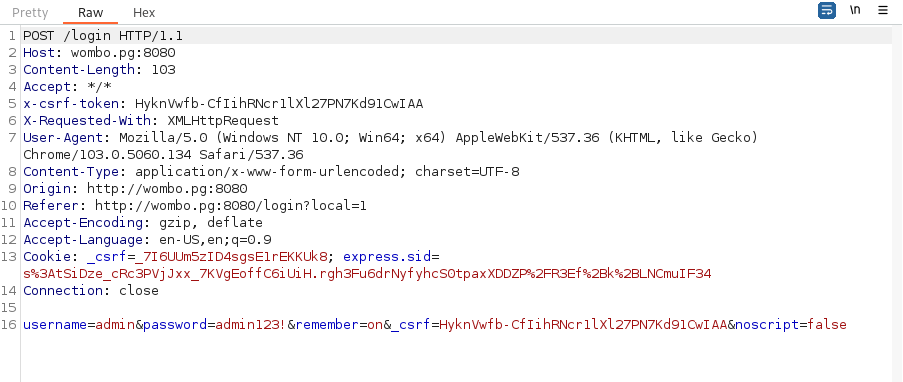 Pretty Raw Hex \n
1 POST /login HTTP/1.1
2 Host: wombo.pg:8080
3 Content-Length: 103
4 Accept: */*
5 x-csrf-token: HyknVwfb-CfIihRNcr1lXl27PN7Kd91CwIAA
6 X-Requested-With: XMLHttpRequest
7 User-Agent: Mozilla/5.0 (Windows NT 10.0; Win64; x64) AppleWebKit/537.36 (KHTML, like Gecko)
Chrome/103.0.5060.134 Safari/537.36
8 Content-Type: application/x-www-form-urlencoded; charset=UTF-8
9 Origin: http://wombo.pg:8080
10 Referer: http://wombo.pg:8080/login?local=1
11 Accept-Encoding: gzip, deflate
12 Accept-Language: en-US,en;q=0.9
13 Cookie: _csrf=_7I6UUm5zID4sgsE1rEKKUk8; express.sid=
s%3AtSiDze_cRc3PVjJxx_7KVgEoffC6iUiH.rgh3Fu6drNyfyhcSOtpaxXDDZP%2FR3Ef%2Bk%2BLNCmuIF34
14 Connection: close
15
16 username=admin&password=admin123!&remember=on&_csrf=HyknVwfb-CfIihRNcr1lXl27PN7Kd91CwIAA&noscript=false